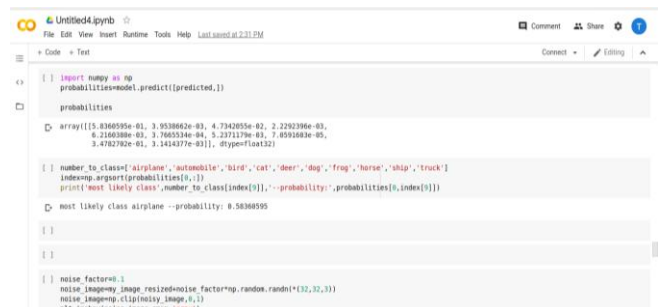 Untitled4.ipynb
Comment Share T
File Edit View Insert Runtime Tools Help Last saved at 2:31 PM
+ Code + Text Connect Editing
[ ] import numpy as np
probabilities=model.predict([predicted,])
probabilities
array([[5.8360595e-01, 3.9538662e-03, 4.7342055e-02, 2.2292396e-03,
6.2160388e-03, 3.7665534e-04, 5.2371179e-03, 7.0591603e-05,
3.4782702e-01, 3.1414377e-03]], dtype=float32)
[ ] number_to_class=['airplane','automobile','bird','cat','deer','dog','frog','horse','ship','truck']
index=np.argsort(probabilities[0,:])
print('most likely class',number_to_class[index[9]],'--probability:',probabilities[0,index[9]])
most likely class airplane --probability: 0.58360595
[ ]
[ ]
[ ] noise_factor=0.1
noise_image=my_image_resized+noise_factor*np.random.randn(*(32,32,3))
noise_image=np.clip(noisy_image,0,1)